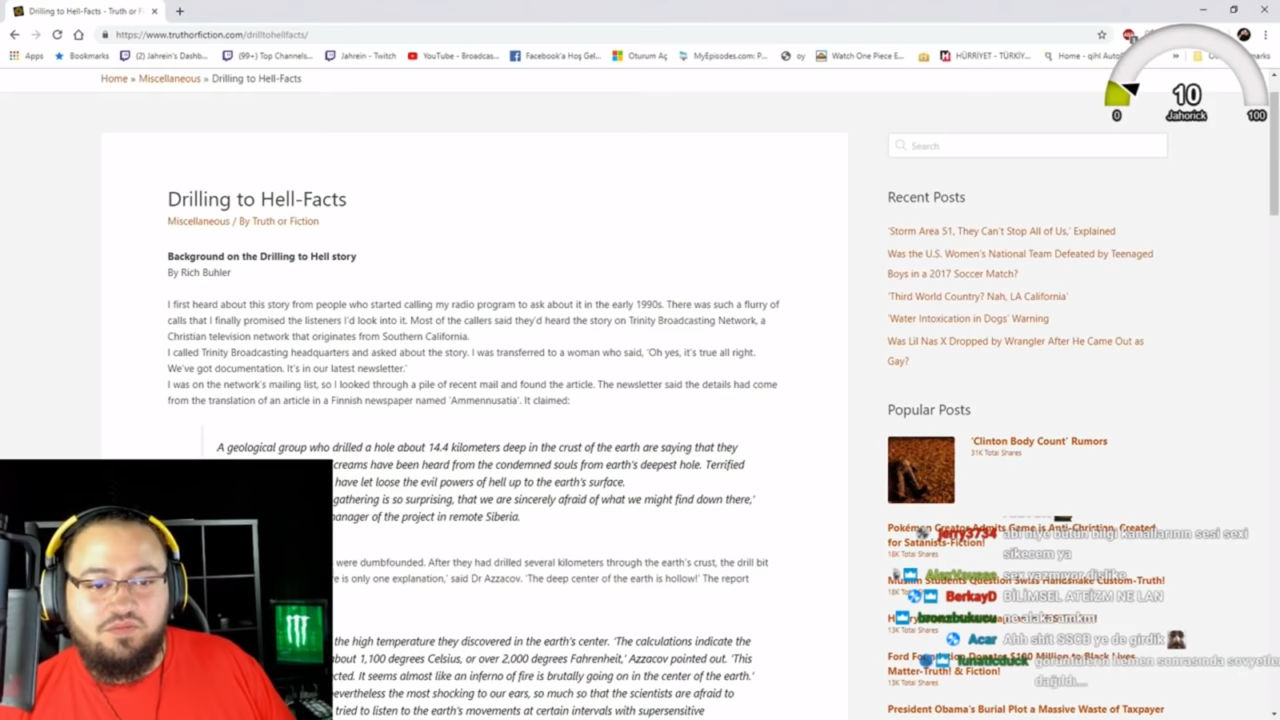 Drilling to Hell-Facts - Truth or Fi
https://www.truthorfiction.com/drilltohellfacts/
Apps
Bookmarks
(2) Jahrein's Dashb...
(99+) Top Channels...
Jahrein - Twitch
YouTube - Broadcas...
Facebook'a Hoş Gel...
Oturum Aç
MyEpisodes.com: P...
oy
Watch One Piece E...
HÜRRİYET - TÜRKİY...
Home - qihl
Home » Miscellaneous » Drilling to Hell-Facts
10
0
Jahorick
100
Search
Drilling to Hell-Facts
Miscellaneous / By Truth or Fiction
Background on the Drilling to Hell story
By Rich Buhler
I first heard about this story from people who started calling my radio program to ask about it in the early 1990s. There was such a flurry of
calls that I finally promised the listeners I'd look into it. Most of the callers said they'd heard the story on Trinity Broadcasting Network, a
Christian television network that originates from Southern California.
I called Trinity Broadcasting headquarters and asked about the story. I was transferred to a woman who said, 'Oh yes, it's true all right.
We've got documentation. It's in our latest newsletter.'
I was on the network's mailing list, so I looked through a pile of recent mail and found the article. The newsletter said the details had come
from the translation of an article in a Finnish newspaper named 'Ammennusatia'. It claimed:
A geological group who drilled a hole about 14.4 kilometers deep in the crust of the earth are saying that they
creams have been heard from the condemned souls from earth's deepest hole. Terrified
have let loose the evil powers of hell up to the earth's surface.
gathering is so surprising, that we are sincerely afraid of what we might find down there,'
anager of the project in remote Siberia.
were dumbfounded. After they had drilled several kilometers through the earth's crust, the drill bit
e is only one explanation,' said Dr Azzacov. 'The deep center of the earth is hollow!' The report
the high temperature they discovered in the earth's center. 'The calculations indicate the
bout 1,100 degrees Celsius, or over 2,000 degrees Fahrenheit,' Azzacov pointed out. 'This
cted. It seems almost like an inferno of fire is brutally going on in the center of the earth.'
evertheless the most shocking to our ears, so much so that the scientists are afraid to
tried to listen to the earth's movements at certain intervals with supersensitive
Recent Posts
'Storm Area 51, They Can't Stop All of Us,' Explained
Was the U.S. Women's National Team Defeated by Teenaged
Boys in a 2017 Soccer Match?
'Third World Country? Nah, LA California'
'Water Intoxication in Dogs' Warning
Was Lil Nas X Dropped by Wrangler After He Came Out as
Gay?
Popular Posts
'Clinton Body Count' Rumors
31K Total Shares
Pokémon Creator Admits Game is Anti-Christian, Created
for Satanists-Fiction!
18K Total Shares
Muslim Students Question Swiss Handshake Custom-Truth!
13K Total Shares
Ford Foundation Donates $100 Million to Black Lives
Matter-Truth! & Fiction!
13K Total Shares
President Obama's Burial Plot a Massive Waste of Taxpayer
jerry3734 abi niye bütün bilgi kanallarının sesi sexi
sikecem ya
sex yazmıyor dislike
BerkayD BİLİMSEL ATEİZM NE LAN
bronzbukucu ne alaka amkm
Acar Ahh shit SSCB ye de girdik
lunaticduck görüntülerin hemen sonrasında sovyetler
dağıldı...